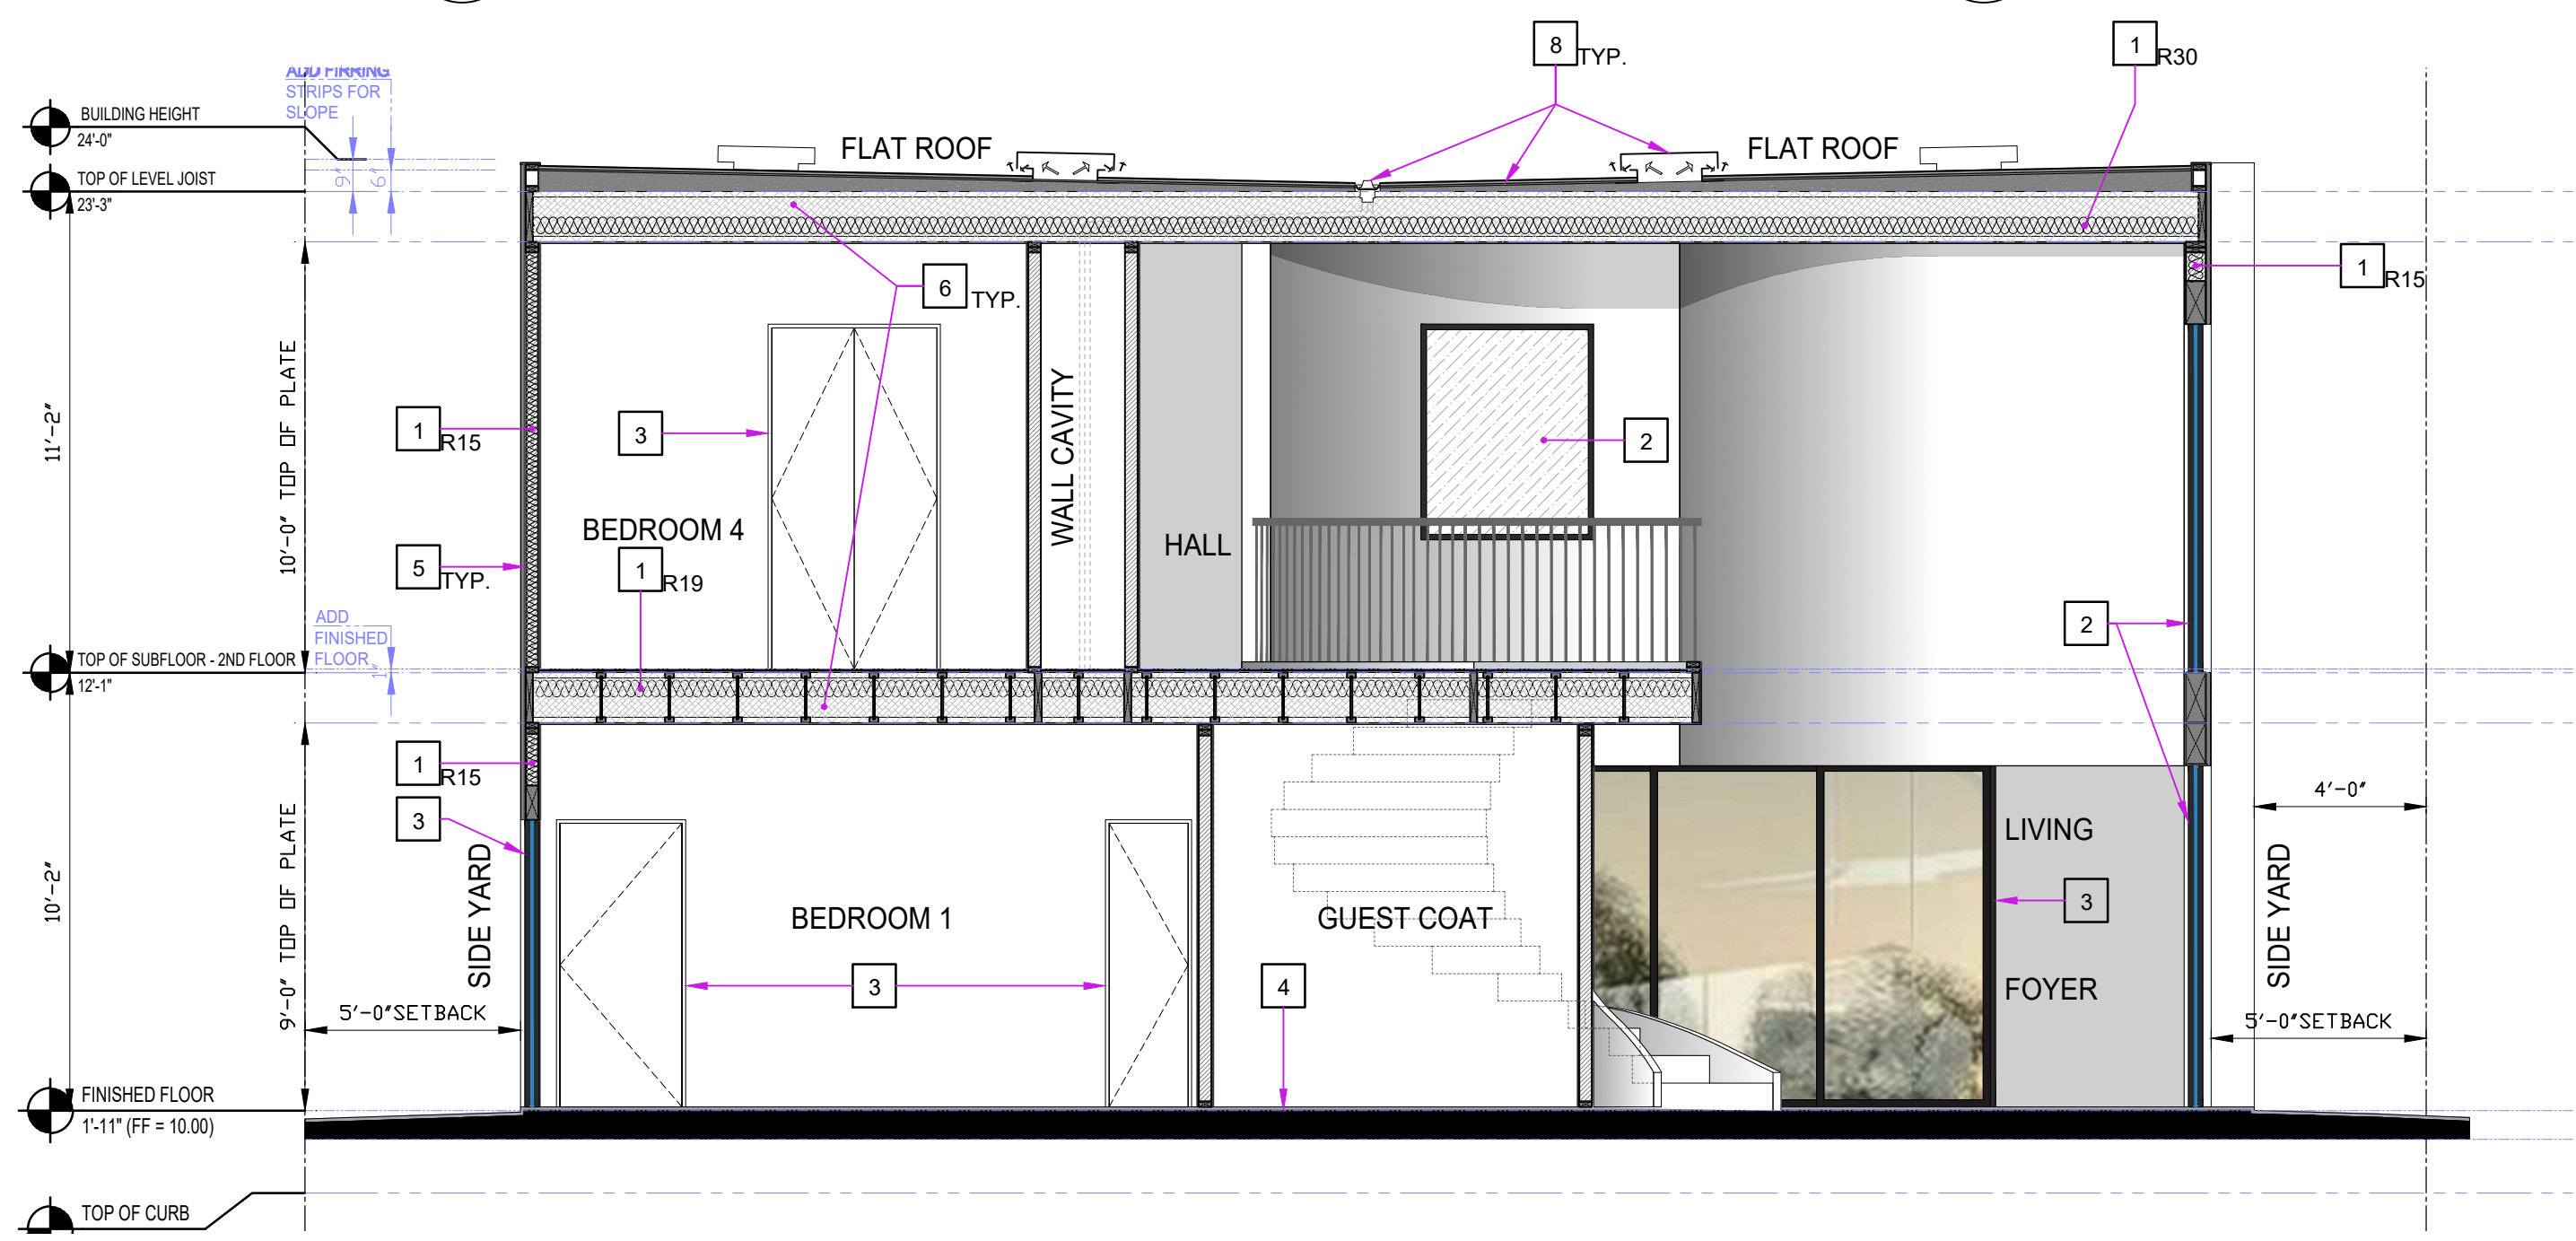 8
TYP.
1
R30
ADD FIRRING
STRIPS FOR
SLOPE
BUILDING HEIGHT
24'-0"
FLAT ROOF
FLAT ROOF
TOP OF LEVEL JOIST
23'-3"
9"
6"
6
TYP.
1
R15
10'-0" TOP OF PLATE
11'-2"
1
R15
3
WALL CAVITY
2
BEDROOM 4
HALL
5
TYP.
1
R19
ADD
FINISHED
FLOOR
1"
2
TOP OF SUBFLOOR - 2ND FLOOR
12'-1"
1
R15
3
4'-0"
9'-0" TOP OF PLATE
10'-2"
SIDE YARD
BEDROOM 1
GUEST COAT
LIVING
3
FOYER
SIDE YARD
3
4
5'-0" SETBACK
5'-0" SETBACK
FINISHED FLOOR
1'-11" (FF = 10.00)
TOP OF CURB